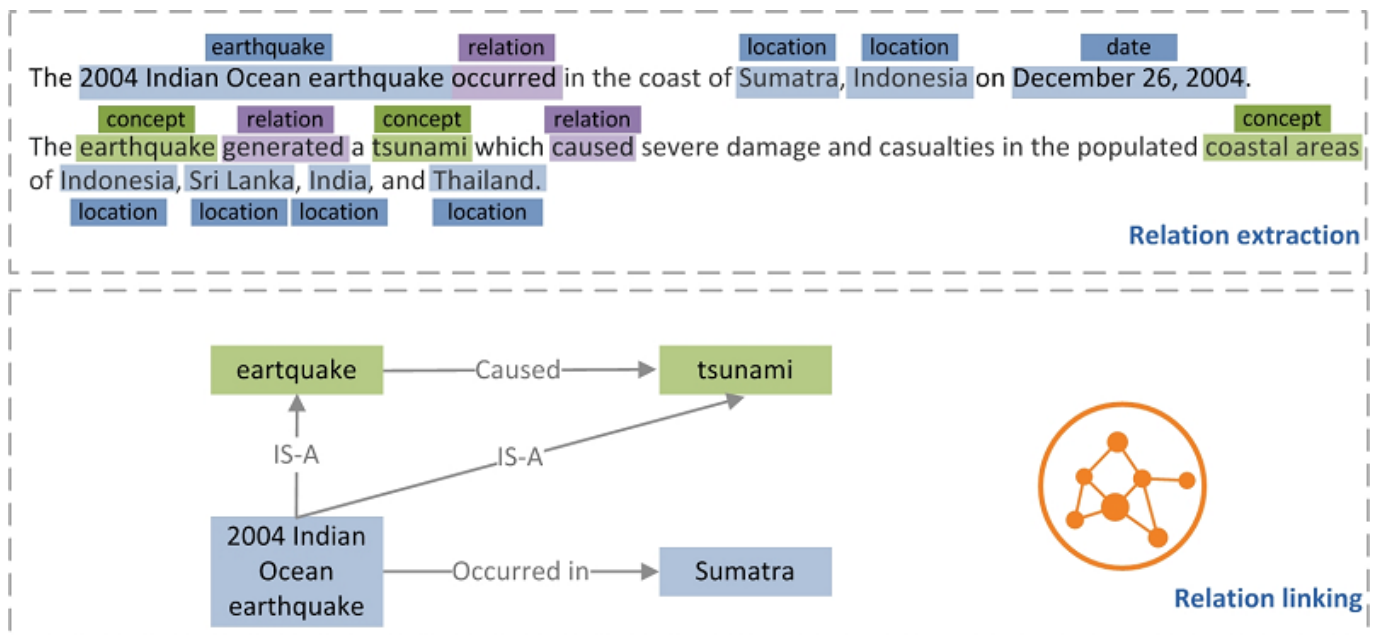 earthquake relation location location date
The 2004 Indian Ocean earthquake occurred in the coast of Sumatra, Indonesia on December 26, 2004.
concept relation concept relation concept
The earthquake generated a tsunami which caused severe damage and casualties in the populated coastal areas
of Indonesia, Sri Lanka, India, and Thailand.
location location location location
Relation extraction
eartquake Caused tsunami
IS-A IS-A
2004 Indian
Ocean
earthquake
Occurred in Sumatra
Relation linking